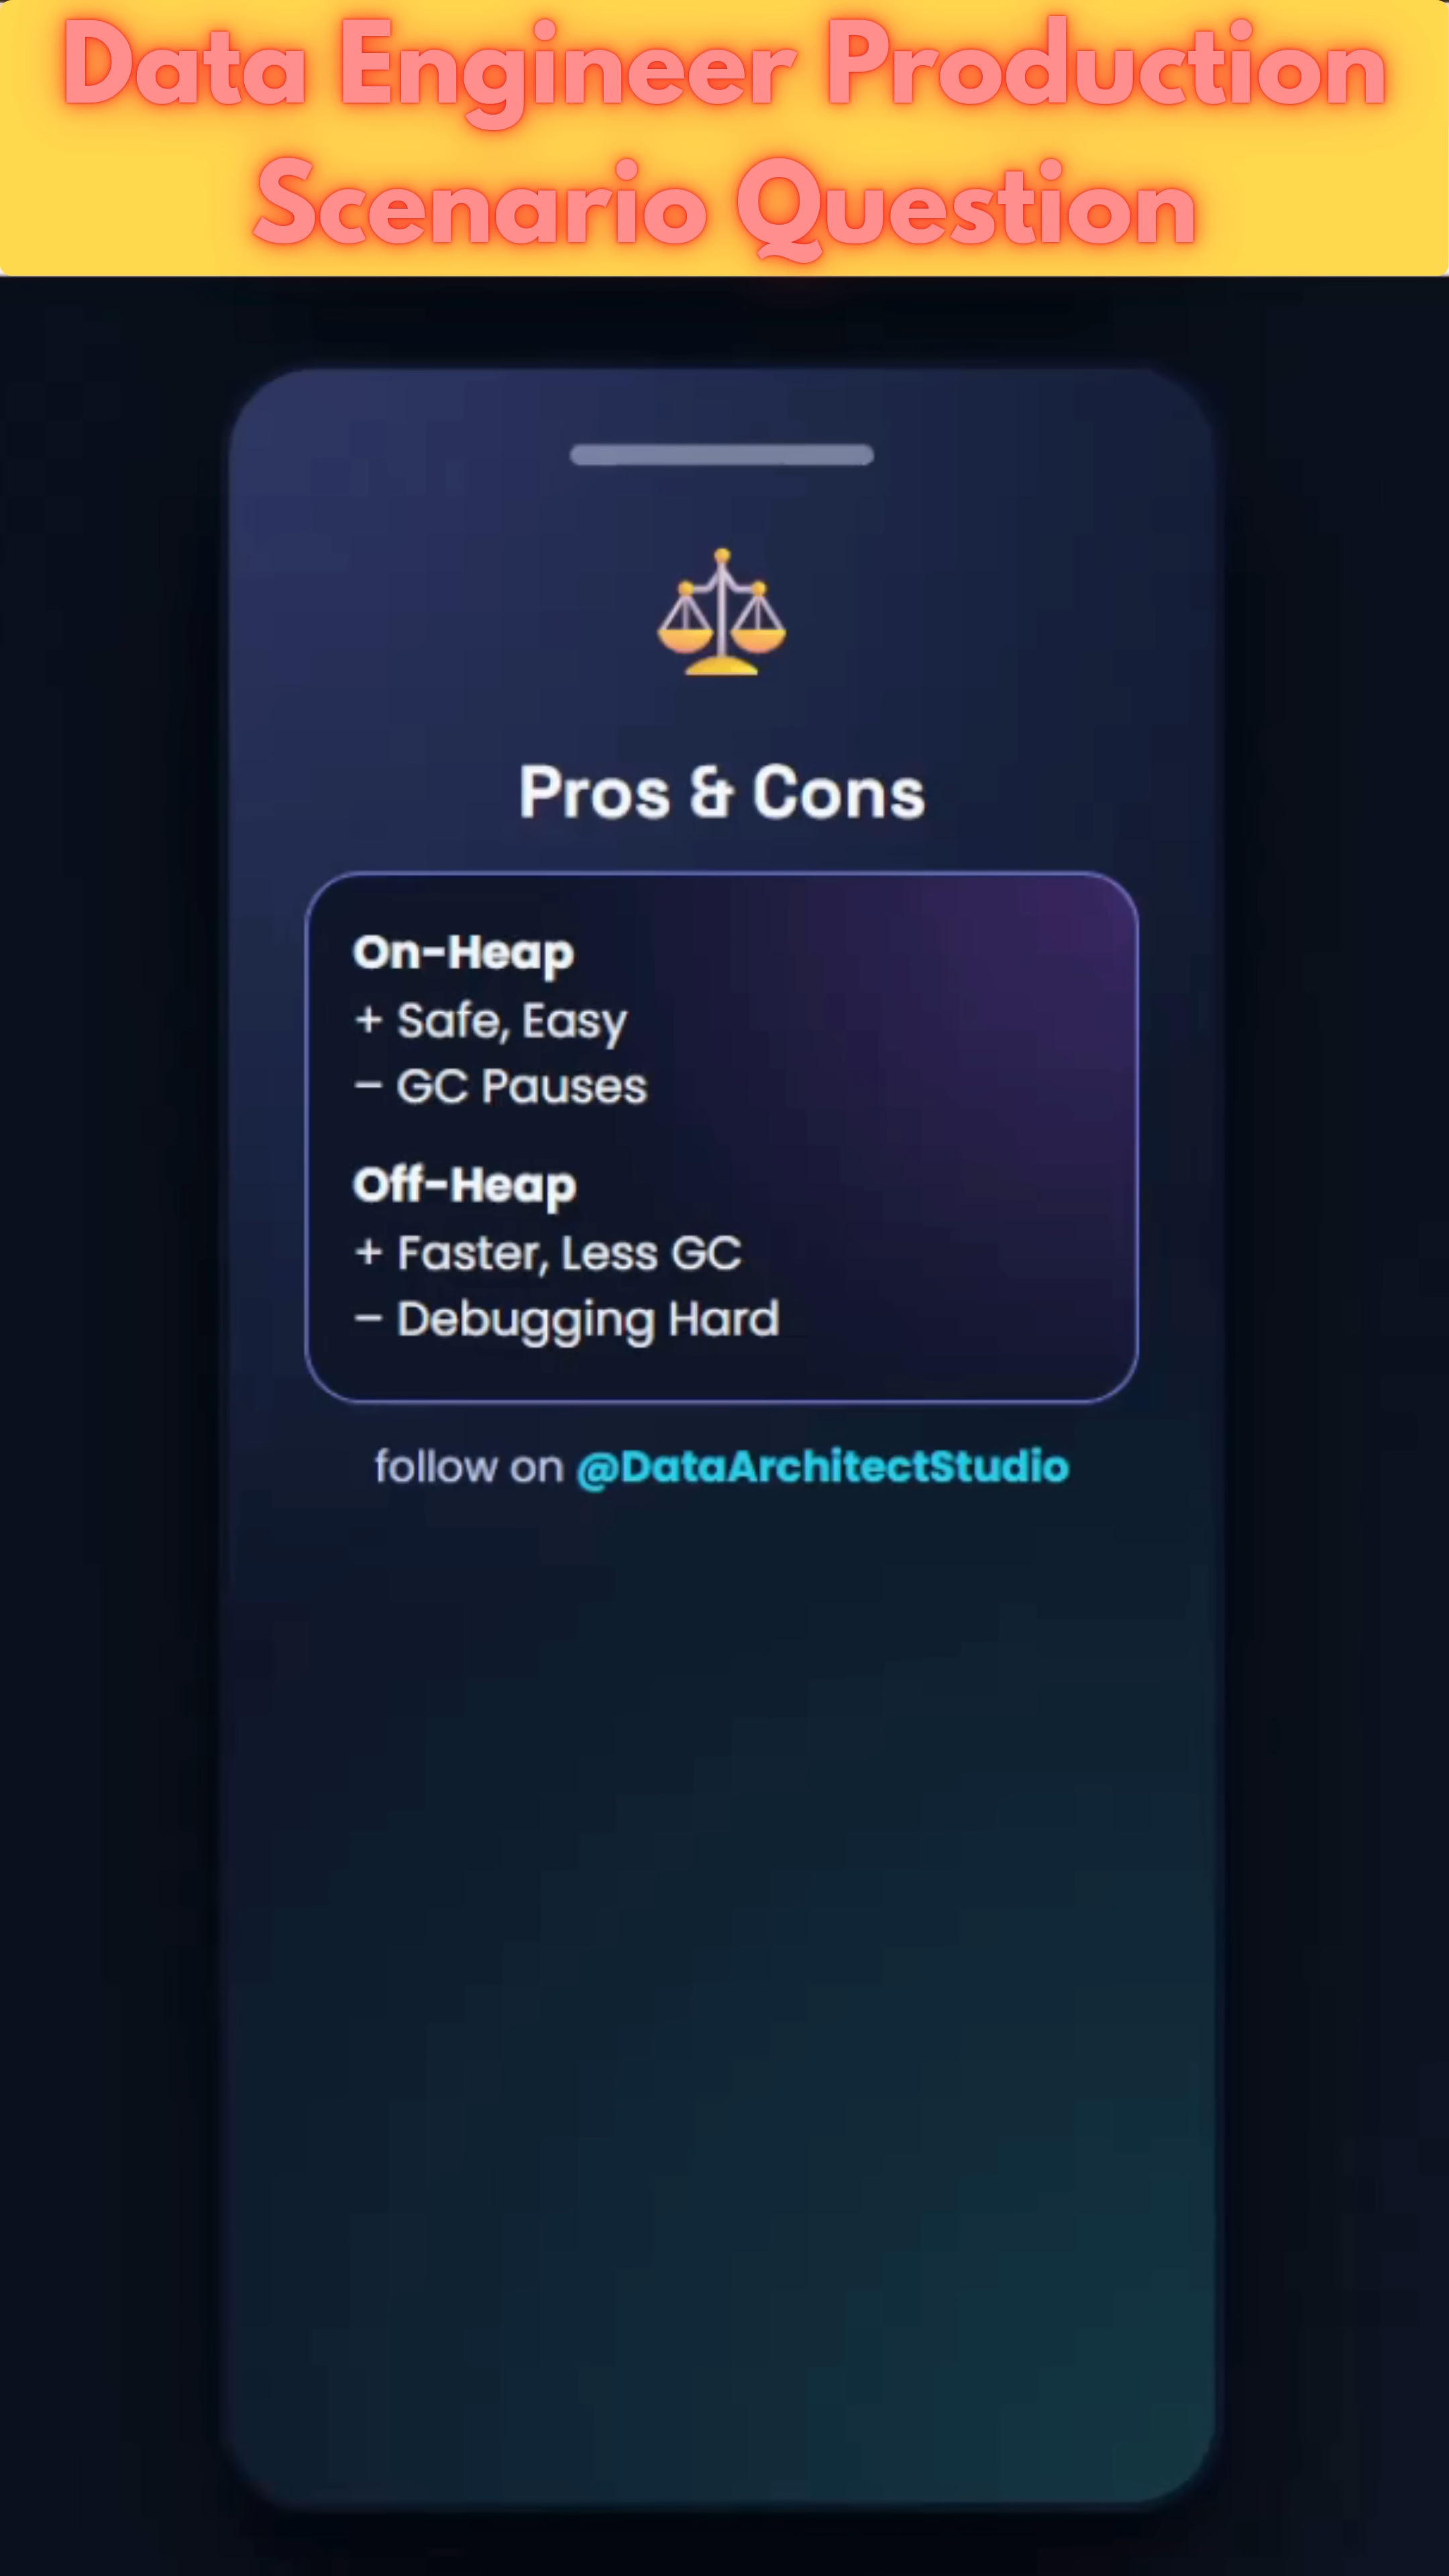 Data Engineer Production
Scenario Question
Pros & Cons
On-Heap
+ Safe, Easy
– GC Pauses
Off-Heap
+ Faster, Less GC
– Debugging Hard
follow on @DataArchitectStudio